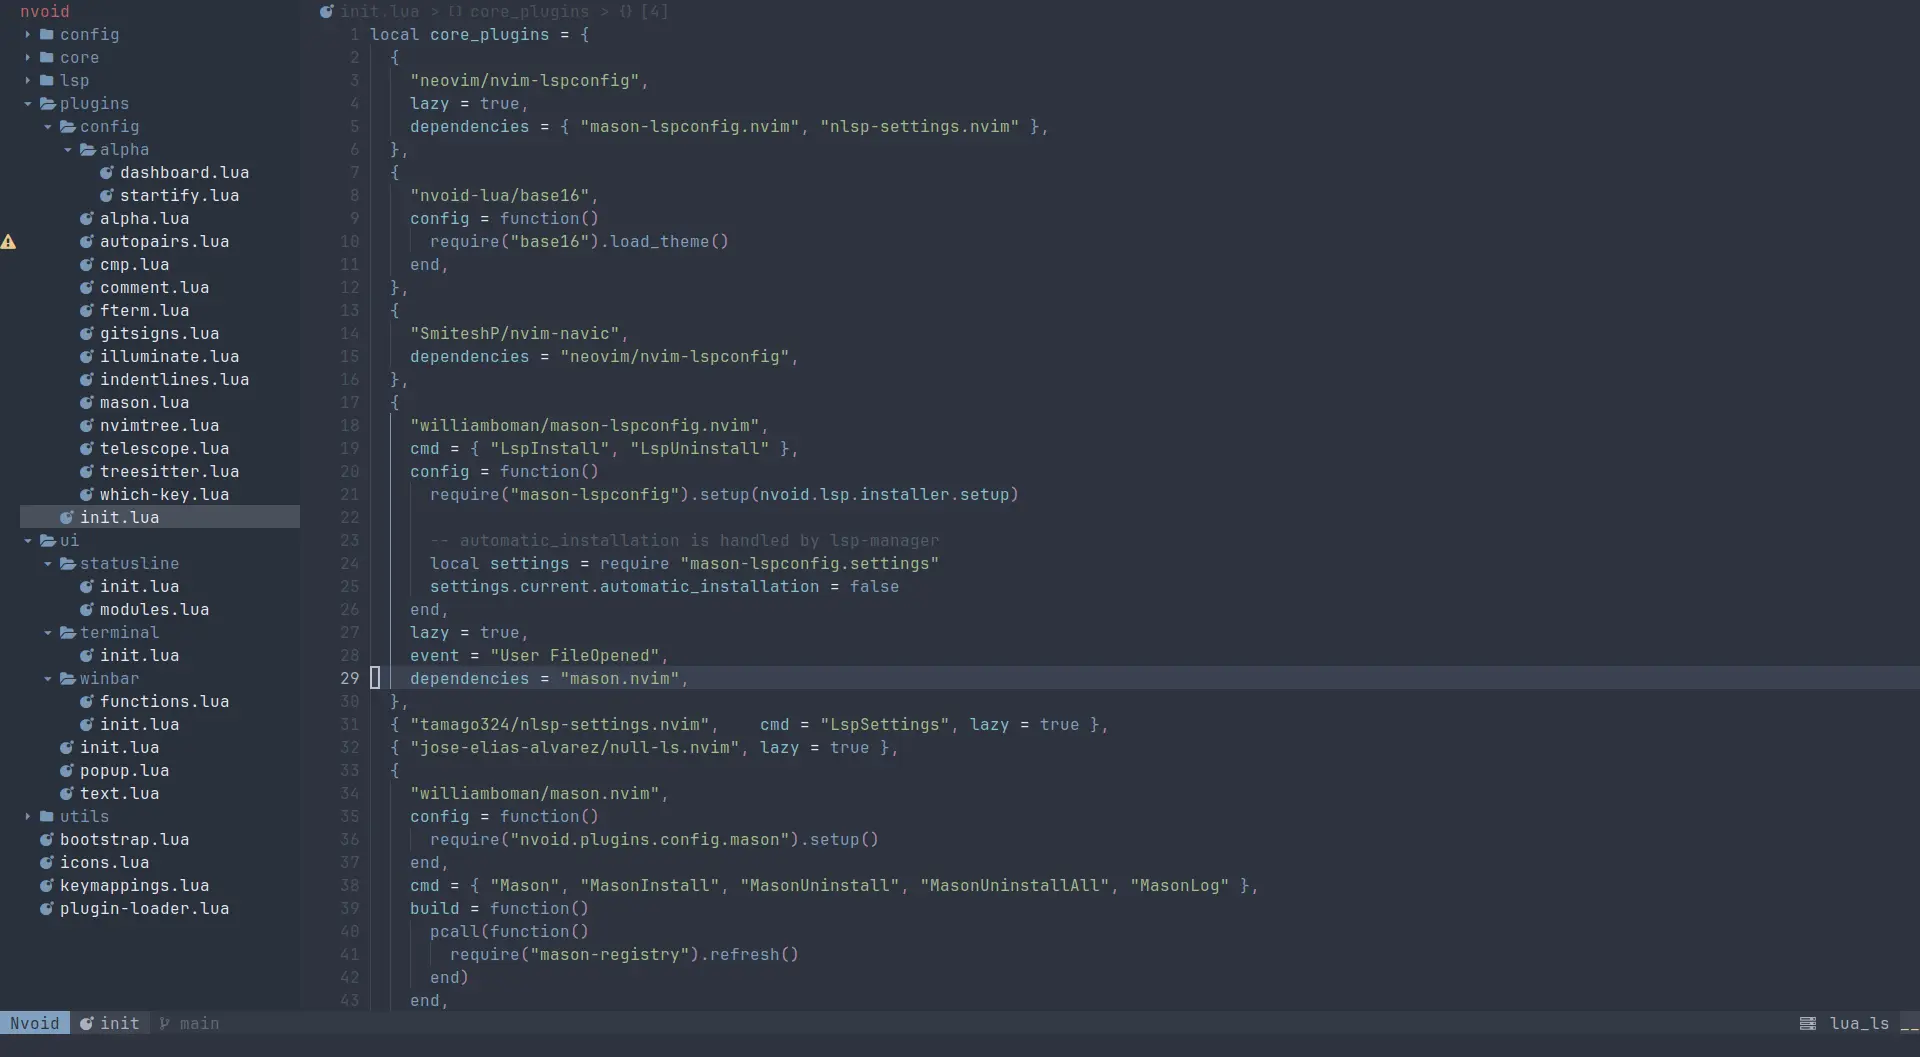 nvoid
config
core
lsp
plugins
config
alpha
dashboard.lua
startify.lua
alpha.lua
autopairs.lua
cmp.lua
comment.lua
fterm.lua
gitsigns.lua
illuminate.lua
indentlines.lua
mason.lua
nvimtree.lua
telescope.lua
treesitter.lua
which-key.lua
init.lua
ui
statusline
init.lua
modules.lua
terminal
init.lua
winbar
functions.lua
init.lua
init.lua
popup.lua
text.lua
utils
bootstrap.lua
icons.lua
keymappings.lua
plugin-loader.lua
init.lua > [] core_plugins > {} [4]
1 local core_plugins = {
2   {
3     "neovim/nvim-lspconfig",
4     lazy = true,
5     dependencies = { "mason-lspconfig.nvim", "nlsp-settings.nvim" },
6   },
7   {
8     "nvoid-lua/base16",
9     config = function()
10       require("base16").load_theme()
11     end,
12   },
13   {
14     "SmiteshP/nvim-navic",
15     dependencies = "neovim/nvim-lspconfig",
16   },
17   {
18     "williamboman/mason-lspconfig.nvim",
19     cmd = { "LspInstall", "LspUninstall" },
20     config = function()
21       require("mason-lspconfig").setup(nvoid.lsp.installer.setup)
22
23       -- automatic_installation is handled by lsp-manager
24       local settings = require "mason-lspconfig.settings"
25       settings.current.automatic_installation = false
26     end,
27     lazy = true,
28     event = "User FileOpened",
29     dependencies = "mason.nvim",
30   },
31   { "tamago324/nlsp-settings.nvim",    cmd = "LspSettings", lazy = true },
32   { "jose-elias-alvarez/null-ls.nvim", lazy = true },
33   {
34     "williamboman/mason.nvim",
35     config = function()
36       require("nvoid.plugins.config.mason").setup()
37     end,
38     cmd = { "Mason", "MasonInstall", "MasonUninstall", "MasonUninstallAll", "MasonLog" },
39     build = function()
40       pcall(function()
41         require("mason-registry").refresh()
42       end)
43     end,
Nvoid init main lua_ls __